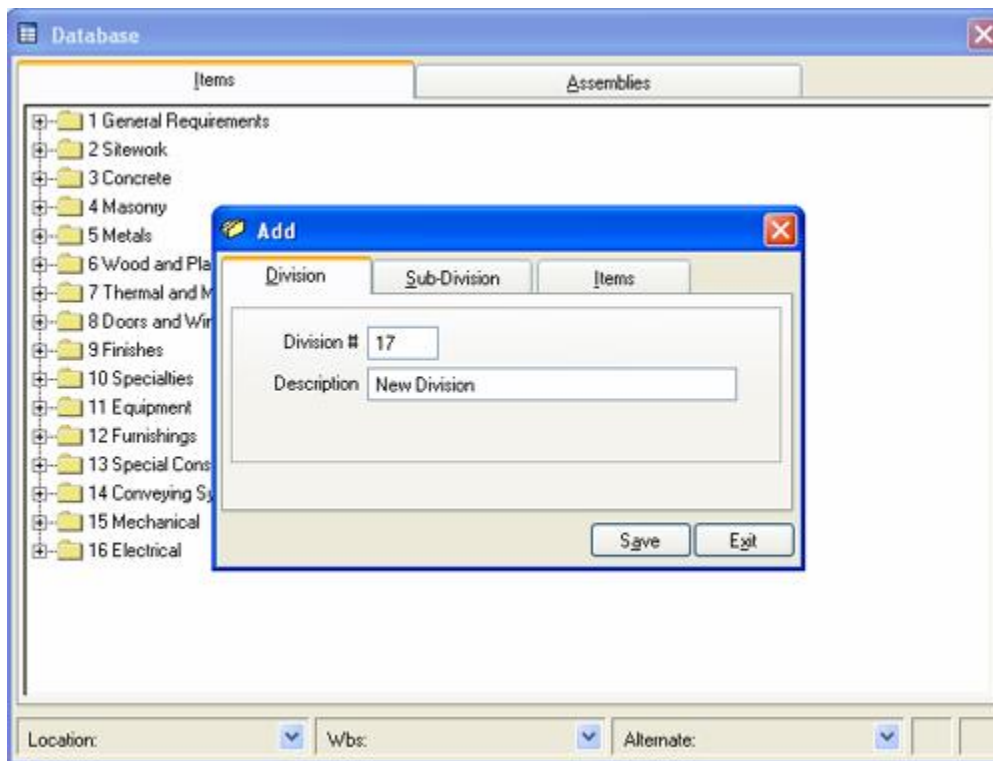 Database
Items Assemblies
1 General Requirements
2 Sitework
3 Concrete
4 Masonry
5 Metals
6 Wood and Pla
7 Thermal and M
8 Doors and Wir
9 Finishes
10 Specialties
11 Equipment
12 Furnishings
13 Special Cons
14 Conveying Sy
15 Mechanical
16 Electrical
Add
Division Sub-Division Items
Division # 17
Description New Division
Save Exit
Location: Wbs: Alternate: